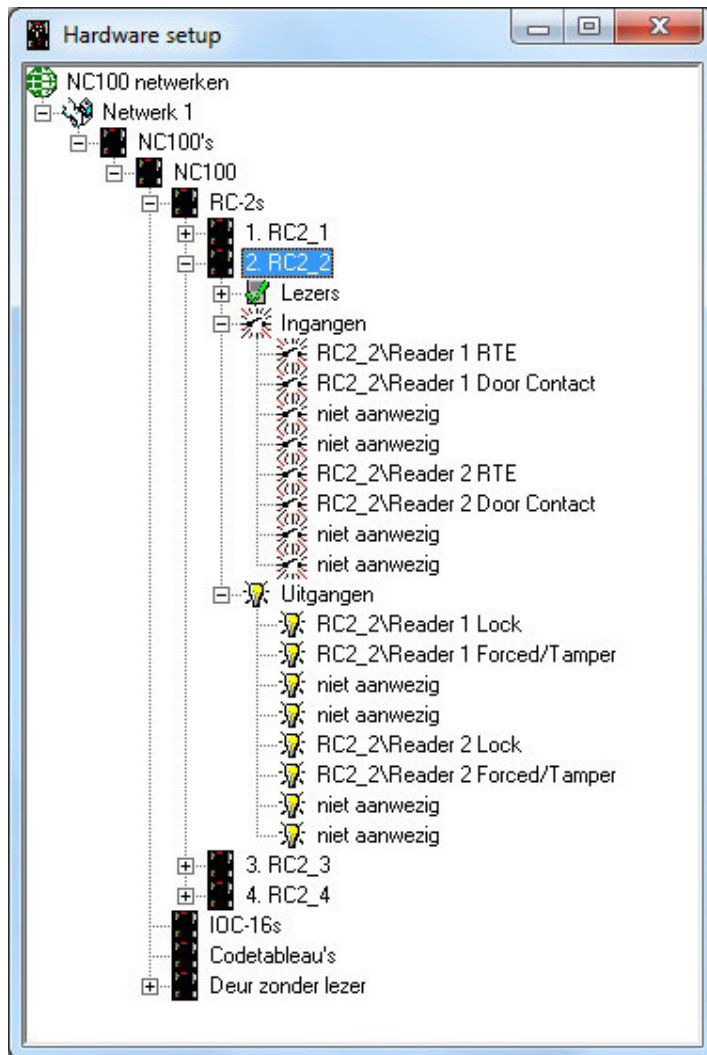 Hardware setup
NC100 netwerken
Netwerk 1
NC100's
NC100
RC-2s
1. RC2_1
2. RC2_2
Lezers
Ingangen
RC2_2\Reader 1 RTE
RC2_2\Reader 1 Door Contact
niet aanwezig
niet aanwezig
RC2_2\Reader 2 RTE
RC2_2\Reader 2 Door Contact
niet aanwezig
niet aanwezig
Uitgangen
RC2_2\Reader 1 Lock
RC2_2\Reader 1 Forced/Tamper
niet aanwezig
niet aanwezig
RC2_2\Reader 2 Lock
RC2_2\Reader 2 Forced/Tamper
niet aanwezig
niet aanwezig
3. RC2_3
4. RC2_4
IOC-16s
Codetableau's
Deur zonder lezer